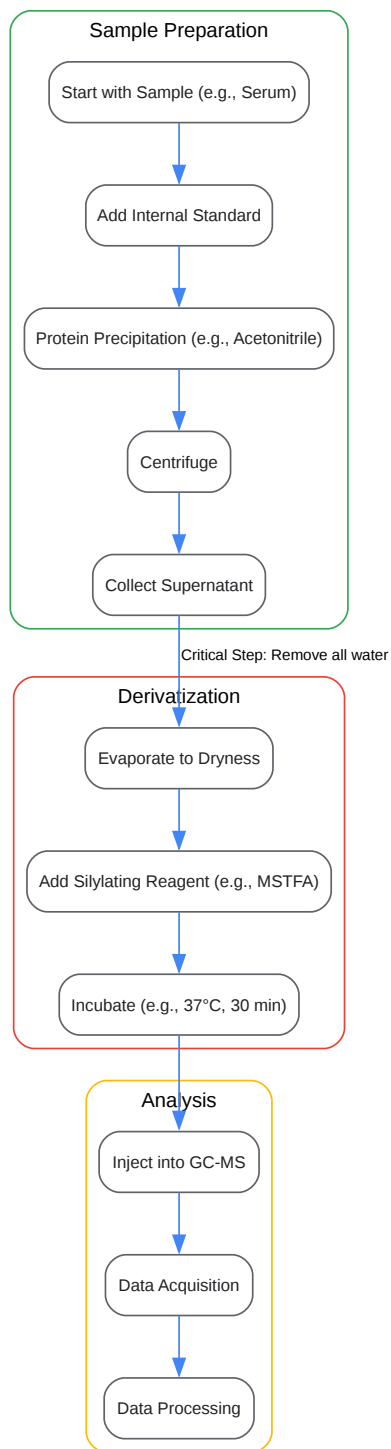 Sample Preparation
Start with Sample (e.g., Serum)
Add Internal Standard
Protein Precipitation (e.g., Acetonitrile)
Centrifuge
Collect Supernatant
Critical Step: Remove all water
Derivatization
Evaporate to Dryness
Add Silylating Reagent (e.g., MSTFA)
Incubate (e.g., 37°C, 30 min)
Analysis
Inject into GC-MS
Data Acquisition
Data Processing